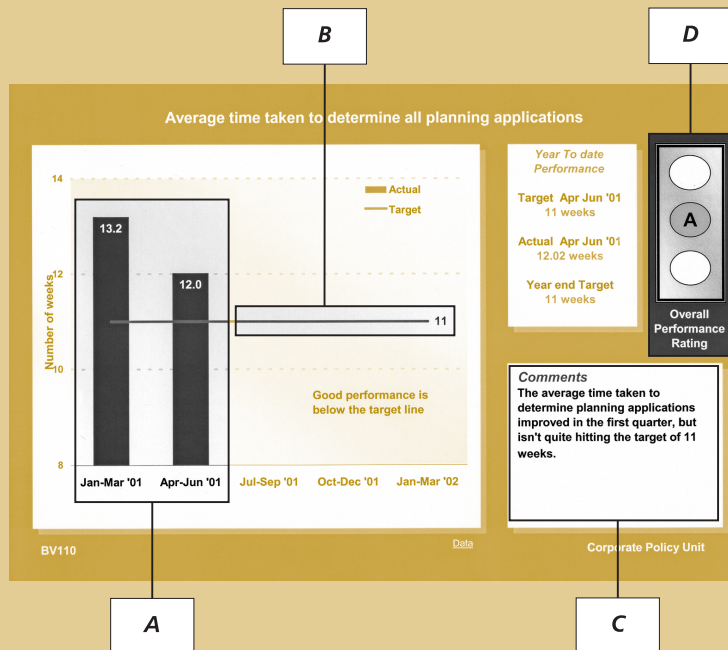 B
D
Average time taken to determine all planning applications
14
12
10
8
Number of weeks
Actual
Target
13.2
12.0
11
Good performance is
below the target line
Jan-Mar '01
Apr-Jun '01
Jul-Sep '01
Oct-Dec '01
Jan-Mar '02
Year To date
Performance
Target Apr Jun '01
11 weeks
Actual Apr Jun '01
12.02 weeks
Year end Target
11 weeks
A
Overall
Performance
Rating
Comments
The average time taken to
determine planning applications
improved in the first quarter, but
isn't quite hitting the target of 11
weeks.
BV110
Data
Corporate Policy Unit
A
C